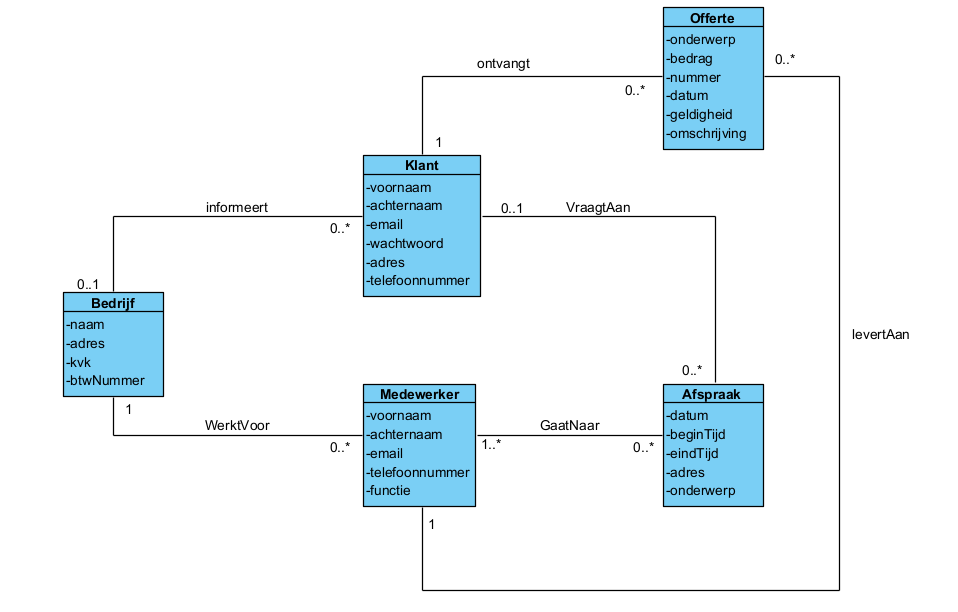 Offerte
-onderwerp
-bedrag
-nummer
-datum
-geldigheid
-omschrijving
ontvangt
0..*
0..*
1
Klant
-voornaam
-achternaam
-email
-wachtwoord
-adres
-telefoonnummer
informeert
0..*
0..1
VraagtAan
0..1
Bedrijf
-naam
-adres
-kvk
-btwNummer
levertAan
0..*
1
WerktVoor
0..*
Medewerker
-voornaam
-achternaam
-email
-telefoonnummer
-functie
1..*
GaatNaar
0..*
Afspraak
-datum
-beginTijd
-eindTijd
-adres
-onderwerp
1